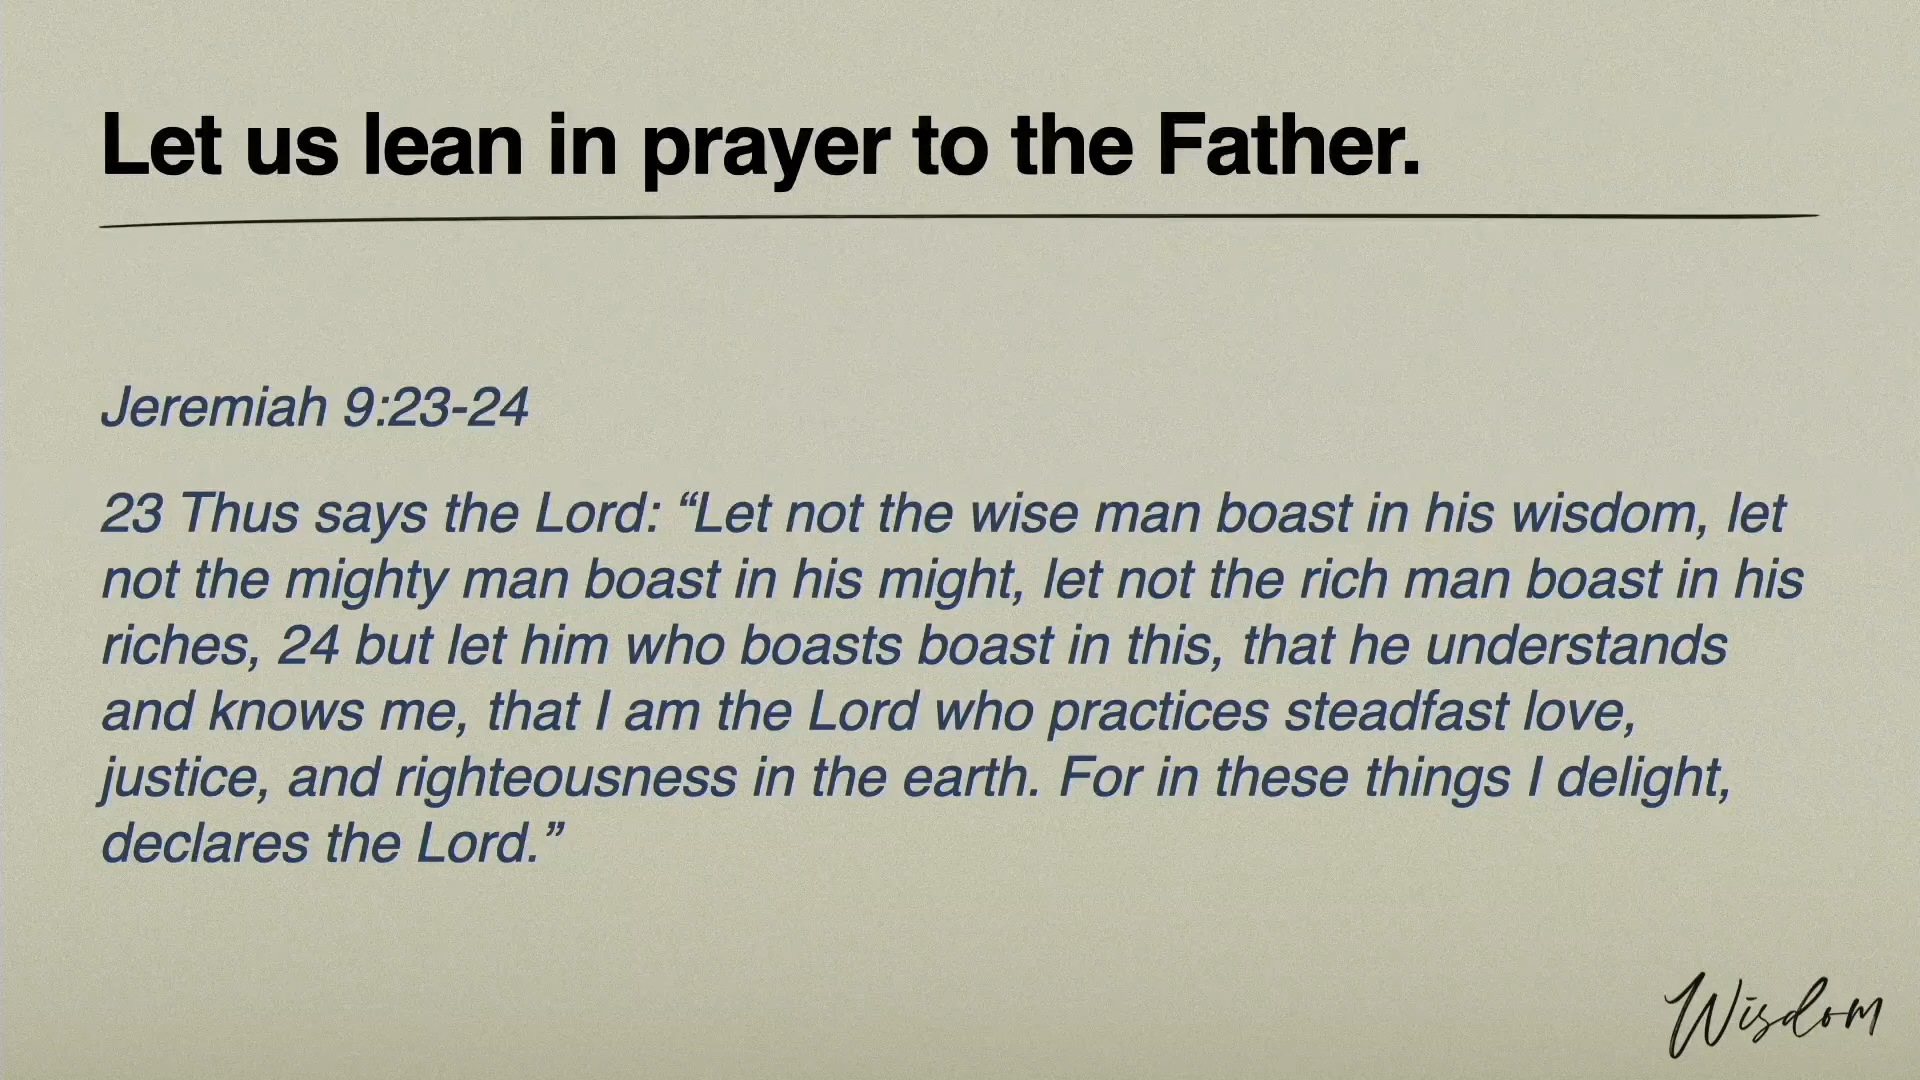 Let us lean in prayer to the Father.
Jeremiah 9:23-24
23 Thus says the Lord: “Let not the wise man boast in his wisdom, let
not the mighty man boast in his might, let not the rich man boast in his
riches, 24 but let him who boasts boast in this, that he understands
and knows me, that I am the Lord who practices steadfast love,
justice, and righteousness in the earth. For in these things I delight,
declares the Lord.”
Wisdom